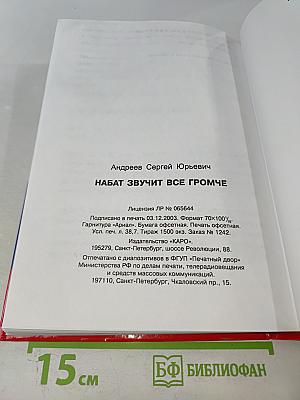 Андреев Сергей Юрьевич
НАБАТ ЗВУЧИТ ВСЕ ГРОМЧЕ
Лицензия ЛР № 065644
Подписано в печать 03.12.2003. Формат 70×100¹/₁₆
Гарнитура «Ариал». Бумага офсетная. Печать офсетная.
Усл. печ. л. 38,7. Тираж 1500 экз. Заказ № 1242.
Издательство «КАРО».
195279, Санкт-Петербург, шоссе Революции, 88.
Отпечатано с диапозитивов в ФГУП «Печатный двор»
Министерства РФ по делам печати, телерадиовещания
и средств массовых коммуникаций.
197110, Санкт-Петербург, Чкаловский пр., 15.
15 см
БФ БИБЛИОФАН